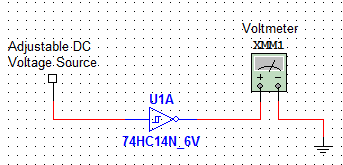 Voltmeter
XMM1
Adjustable DC
Voltage Source
+ -
U1A
74HC14N_6V